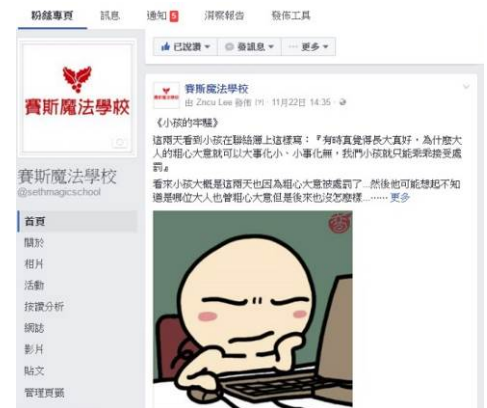 粉絲專頁 訊息 通知 5 洞察報告 發佈工具
已說讚 發訊息 更多
賽斯魔法學校
賽斯魔法學校
@sethmagicschool
首頁
關於
相片
活動
按讚分析
網誌
影片
貼文
管理頁籤
賽斯魔法學校
由 Zncu Lee 發佈 [?] · 11月22日 14:35 ·
《小孩的牢騷》
這兩天看到小孩在聯絡簿上這樣寫：『有時真覺得長大真好，為什麼大
人的粗心大意就可以大事化小、小事化無，我們小孩就只能乖乖接受處
罰』
看來小孩大概是這兩天也因為粗心大意被處罰了...然後他可能想起不知
道是哪位大人也曾粗心大意但是後來也沒怎麼樣...…… 更多